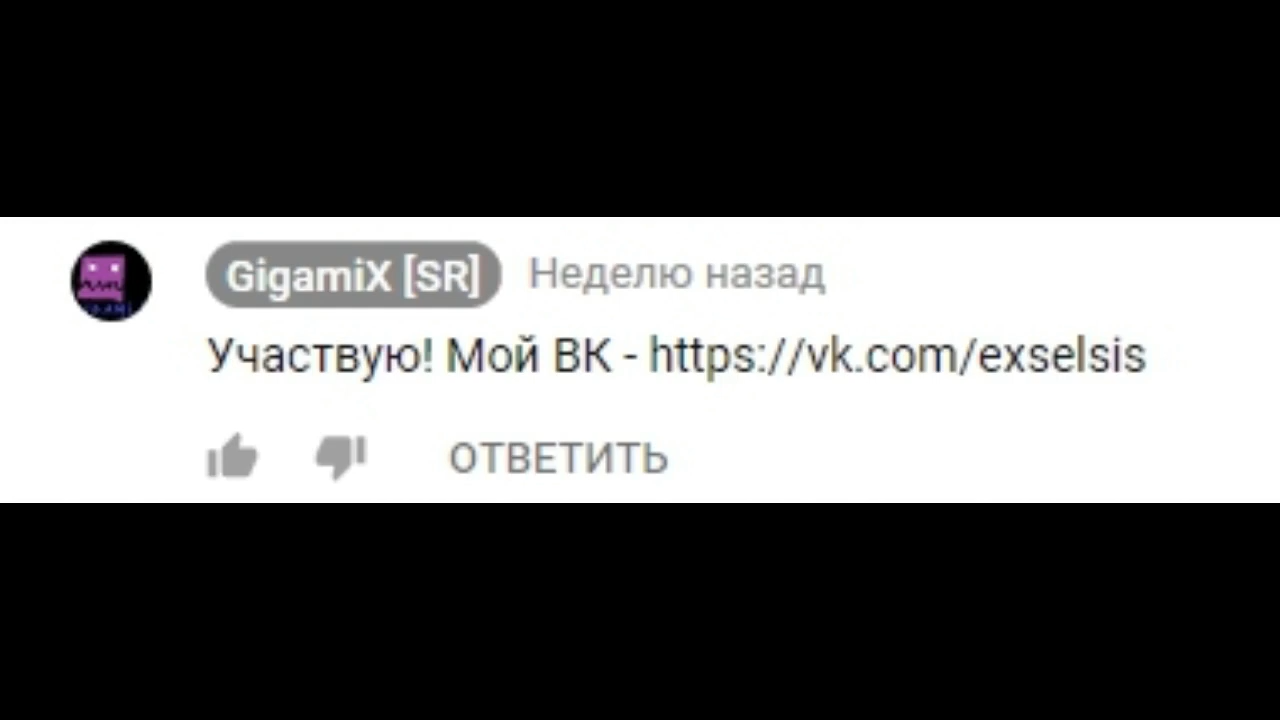 GigamiX [SR] Неделю назад
Участвую! Мой ВК - https://vk.com/exselsis
ОТВЕТИТЬ